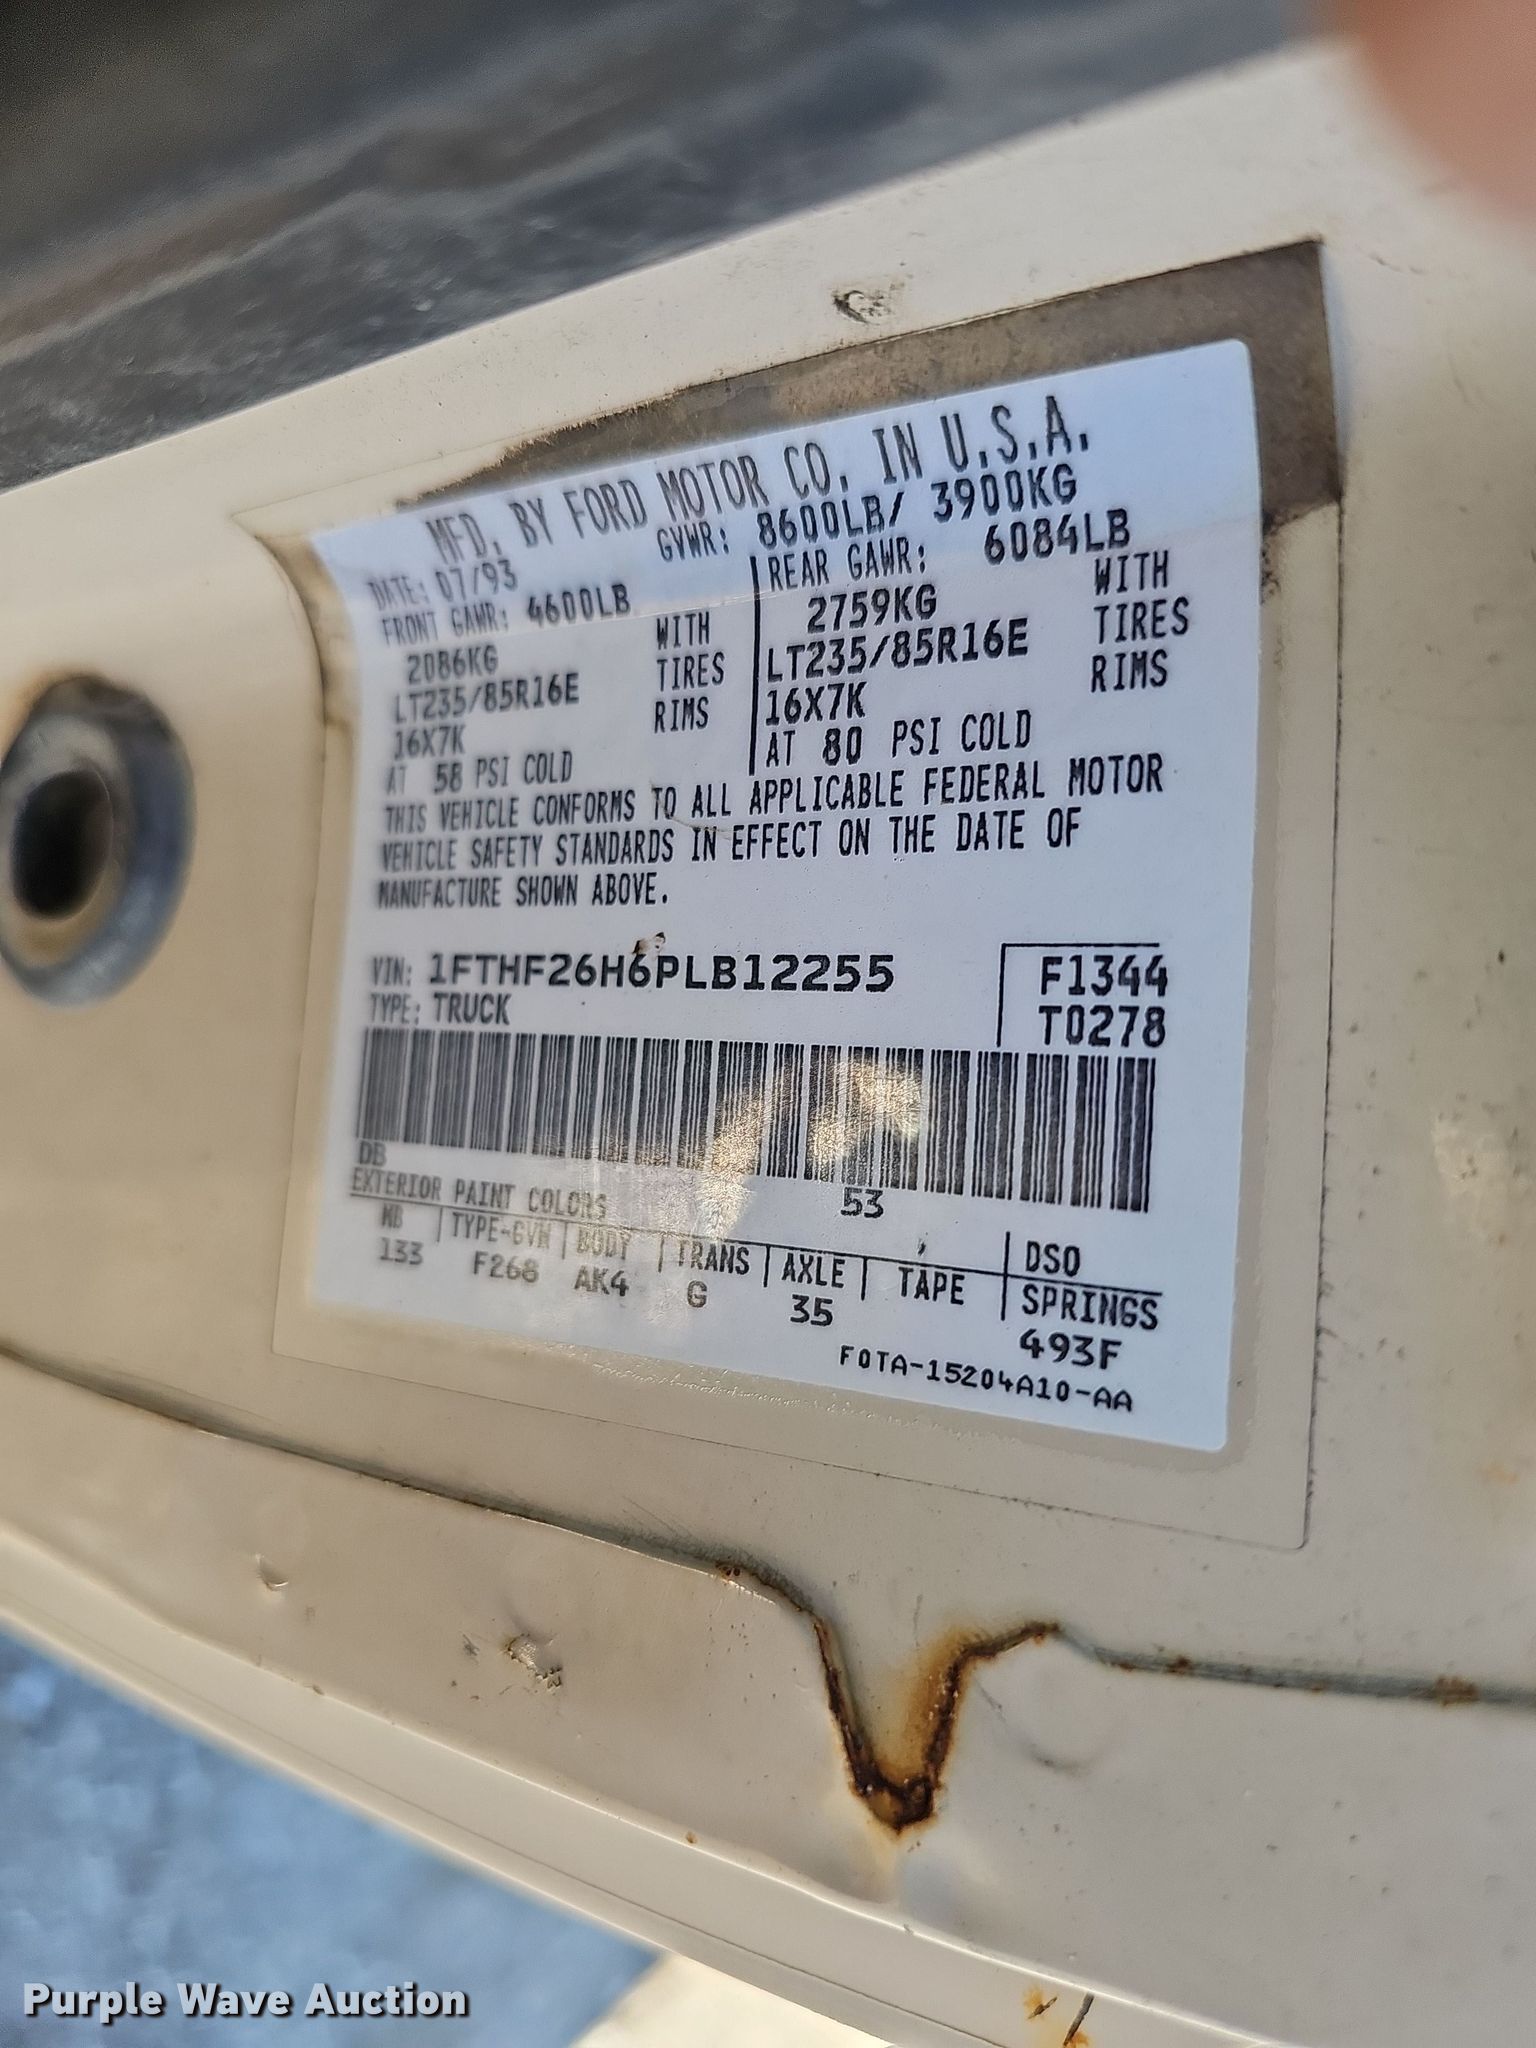 MFD. BY FORD MOTOR CO. IN U.S.A.
DATE: 07/93 GVWR: 8600LB/ 3900KG
FRONT GAWR: 4600LB REAR GAWR: 6084LB
2086KG WITH 2759KG WITH
LT235/85R16E TIRES LT235/85R16E TIRES
16X7K RIMS 16X7K RIMS
AT 58 PSI COLD AT 80 PSI COLD
THIS VEHICLE CONFORMS TO ALL APPLICABLE FEDERAL MOTOR
VEHICLE SAFETY STANDARDS IN EFFECT ON THE DATE OF
MANUFACTURE SHOWN ABOVE.
VIN: 1FTHF26H6PLB12255 F1344
TYPE: TRUCK T0278
DB 53
EXTERIOR PAINT COLORS DSO
WB TYPE-GVW BODY TRANS AXLE TAPE SPRINGS
133 F268 AK4 G 35 493F
F0TA-15204A10-AA
Purple Wave Auction